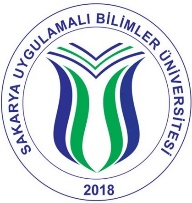 SAKARYA UYGULAMALI BİLİMLER ÜNİVERSİTESİ
2018